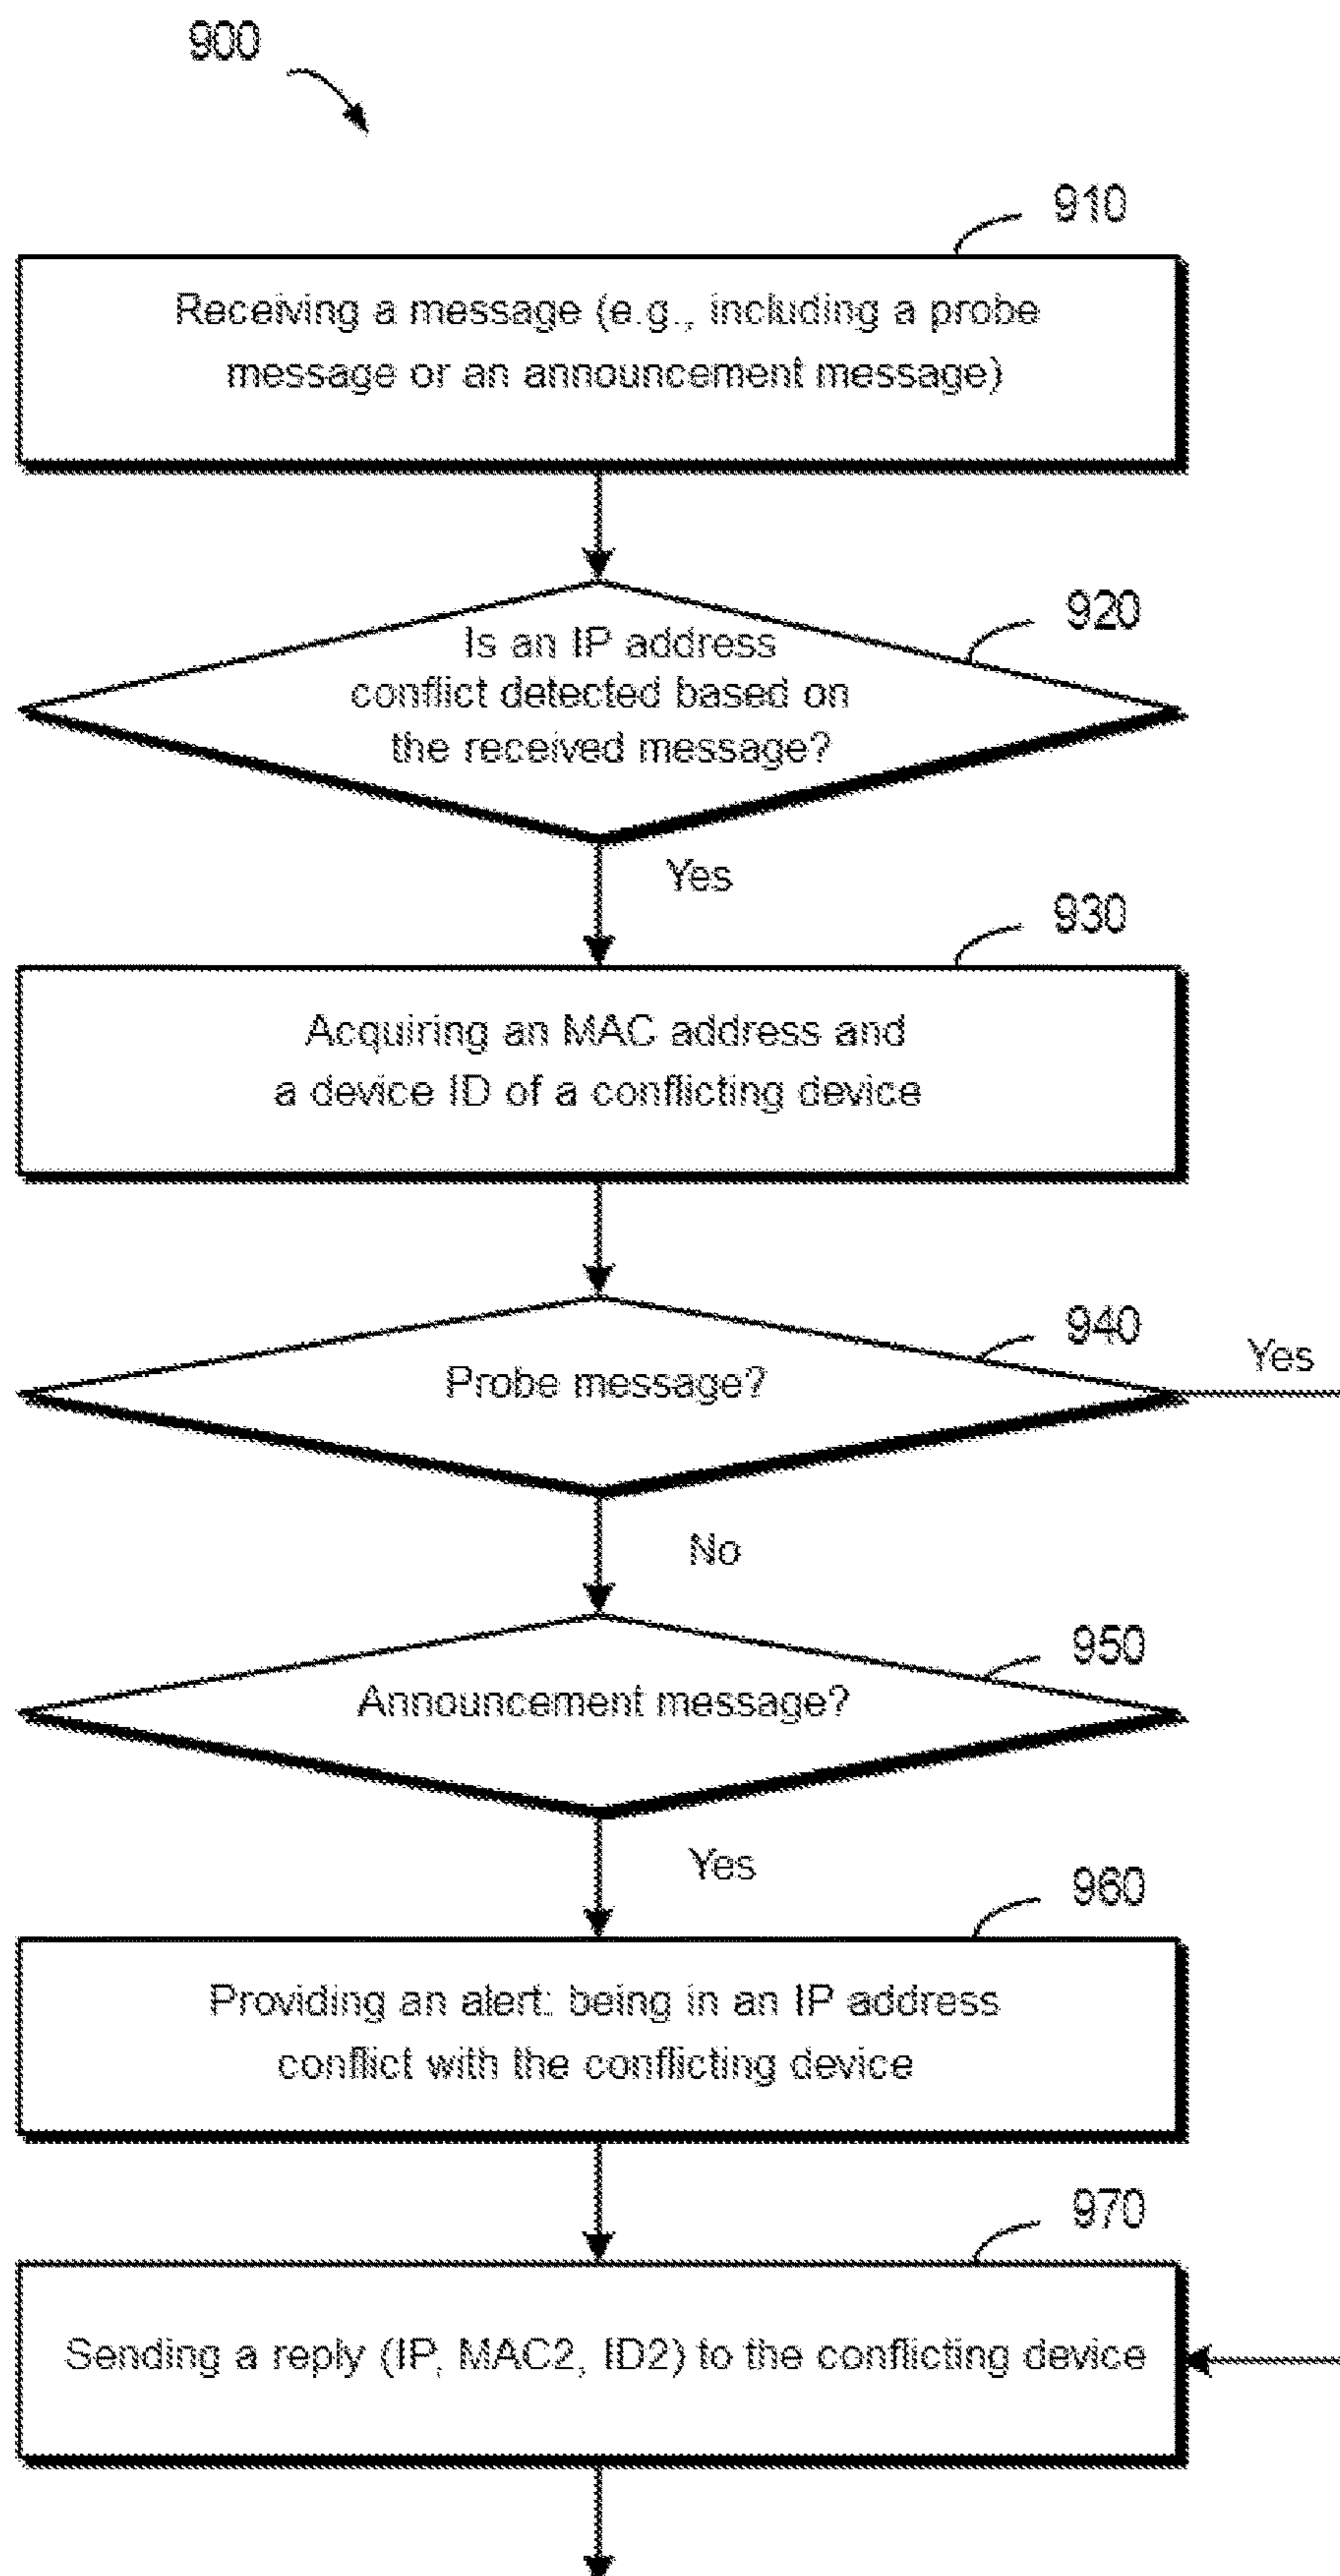 900
910
Receiving a message (e.g., including a probe
message or an announcement message)
920
Is an IP address
conflict detected based on
the received message?
Yes
930
Acquiring an MAC address and
a device ID of a conflicting device
940
Yes
Probe message?
No
950
Announcement message?
Yes
960
Providing an alert: being in an IP address
conflict with the conflicting device
970
Sending a reply (IP, MAC2, ID2) to the conflicting device